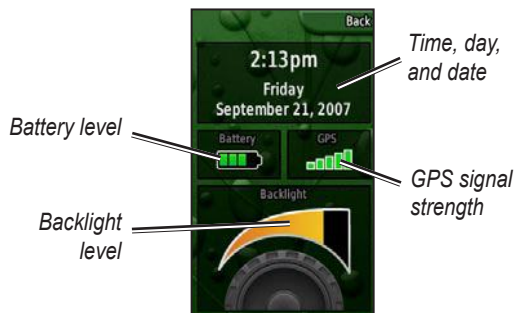 Back
2:13pm
Friday
September 21, 2007
Battery
GPS
Backlight
Time, day,
and date
Battery level
GPS signal
strength
Backlight
level